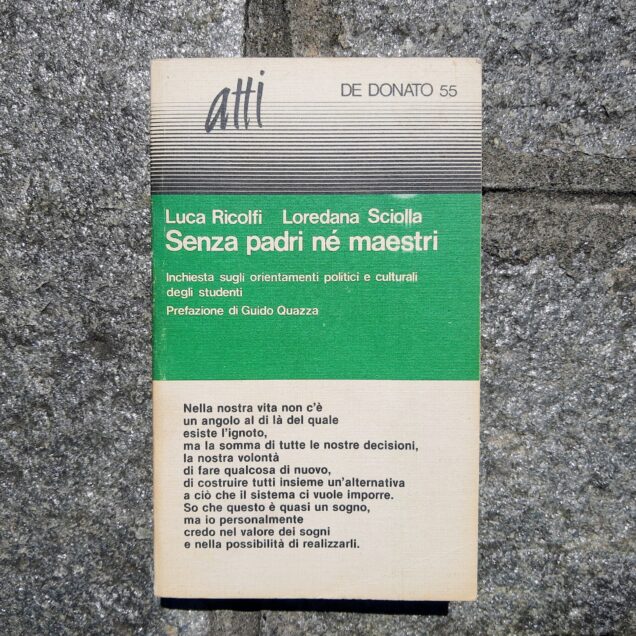 atti
DE DONATO 55
Luca Ricolfi Loredana Sciolla
Senza padri né maestri
Inchiesta sugli orientamenti politici e culturali
degli studenti
Prefazione di Guido Quazza
Nella nostra vita non c'è
un angolo al di là del quale
esiste l'ignoto,
ma la somma di tutte le nostre decisioni,
la nostra volontà
di fare qualcosa di nuovo,
di costruire tutti insieme un'alternativa
a ciò che il sistema ci vuole imporre.
So che questo è quasi un sogno,
ma io personalmente
credo nel valore dei sogni
e nella possibilità di realizzarli.